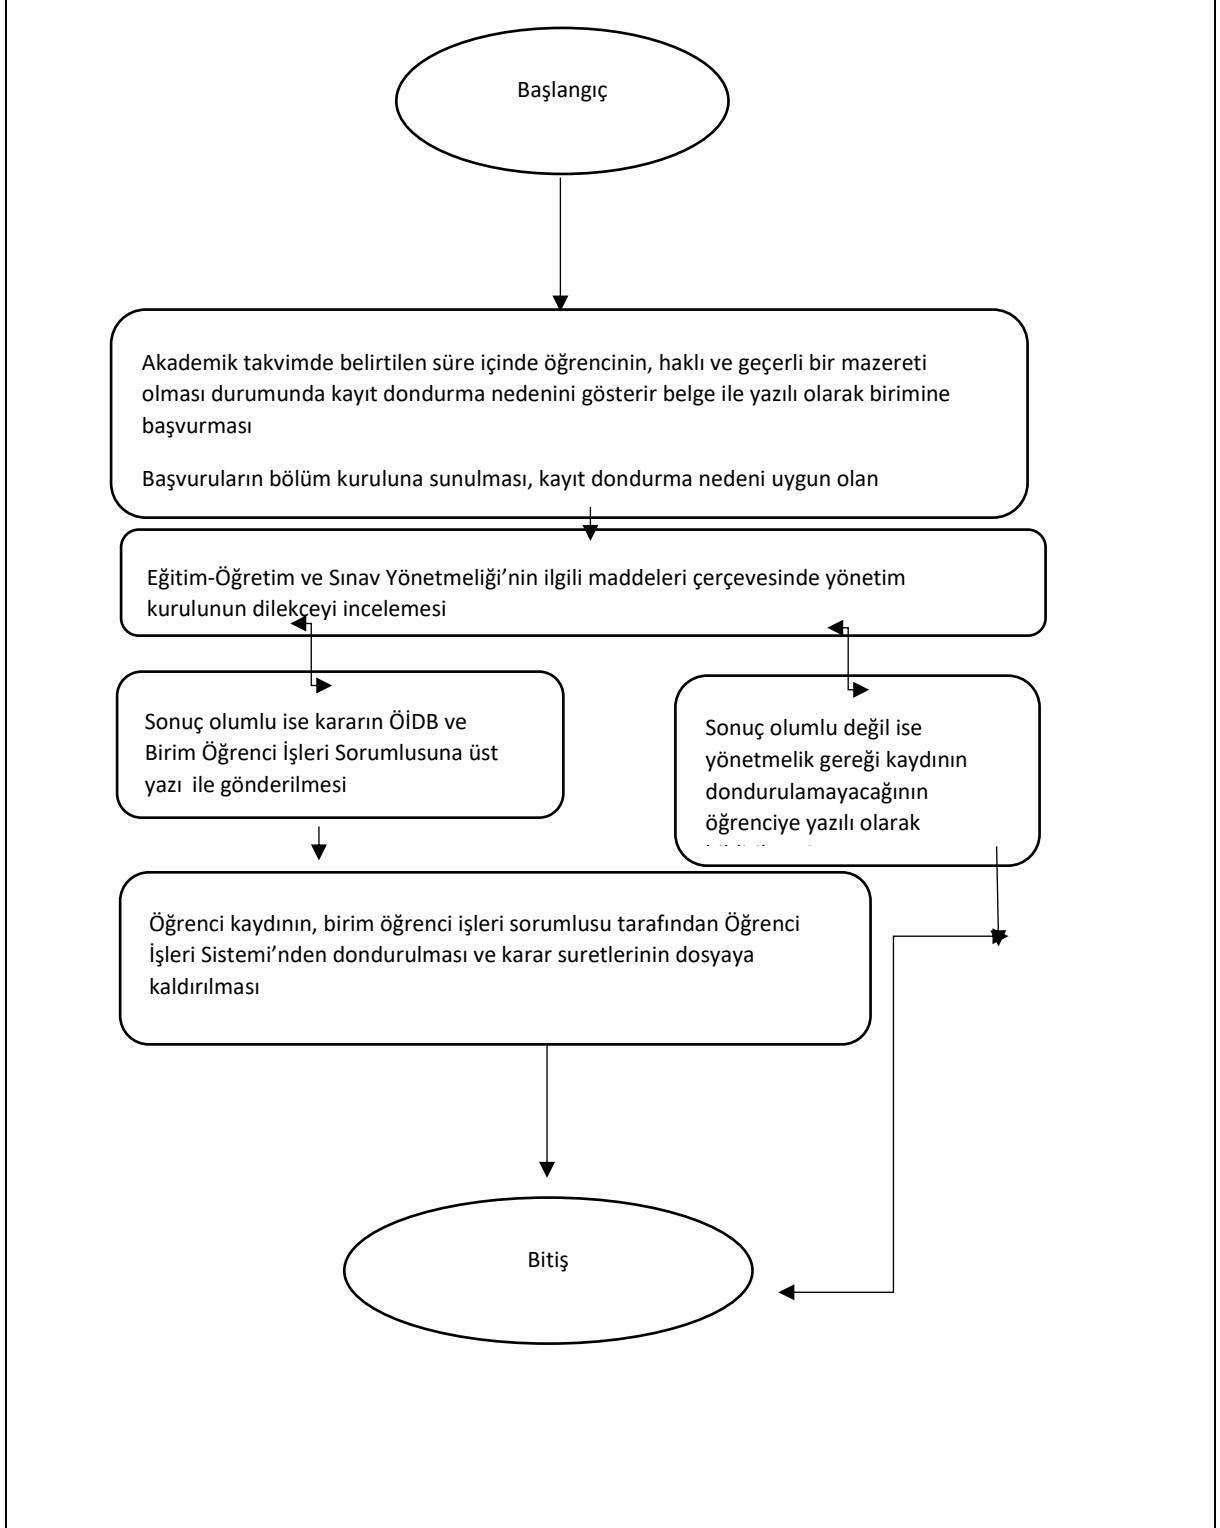 Başlangıç
Akademik takvimde belirtilen süre içinde öğrencinin, haklı ve geçerli bir mazereti
olması durumunda kayıt dondurma nedenini gösterir belge ile yazılı olarak birimine
başvurması
Başvuruların bölüm kuruluna sunulması, kayıt dondurma nedeni uygun olan
Eğitim-Öğretim ve Sınav Yönetmeliği’nin ilgili maddeleri çerçevesinde yönetim
kurulunun dilekçeyi incelemesi
Sonuç olumlu ise kararın ÖİDB ve
Birim Öğrenci İşleri Sorumlusuna üst
yazı  ile gönderilmesi
Sonuç olumlu değil ise
yönetmelik gereği kaydının
dondurulamayacağının
öğrenciye yazılı olarak
Öğrenci kaydının, birim öğrenci işleri sorumlusu tarafından Öğrenci
İşleri Sistemi’nden dondurulması ve karar suretlerinin dosyaya
kaldırılması
Bitiş